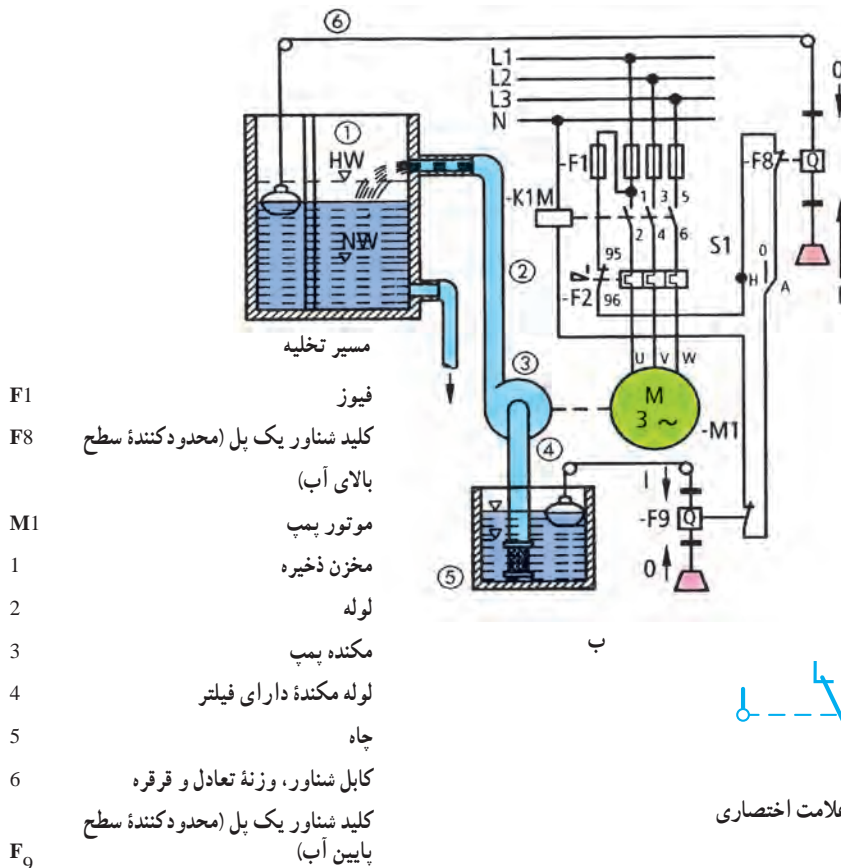 6
L1
L2
L3
N
0
1
HW
NW
-F1
-F8
Q
-K1M
1 3 5
2 4 6
S1
0
H A
2
95
-F2 96
U V W
3
M
3 ~
-M1
4
I
-F9 Q
0
5
ب
مسیر تخلیه
فیوز F1
کلید شناور یک پل (محدودکنندهٔ سطح F8
بالای آب)
موتور پمپ M1
مخزن ذخیره 1
لوله 2
مکنده پمپ 3
لوله مکندهٔ دارای فیلتر 4
چاه 5
کابل شناور، وزنهٔ تعادل و قرقره 6
کلید شناور یک پل (محدودکنندهٔ سطح
پایین آب) F9
علامت اختصاری